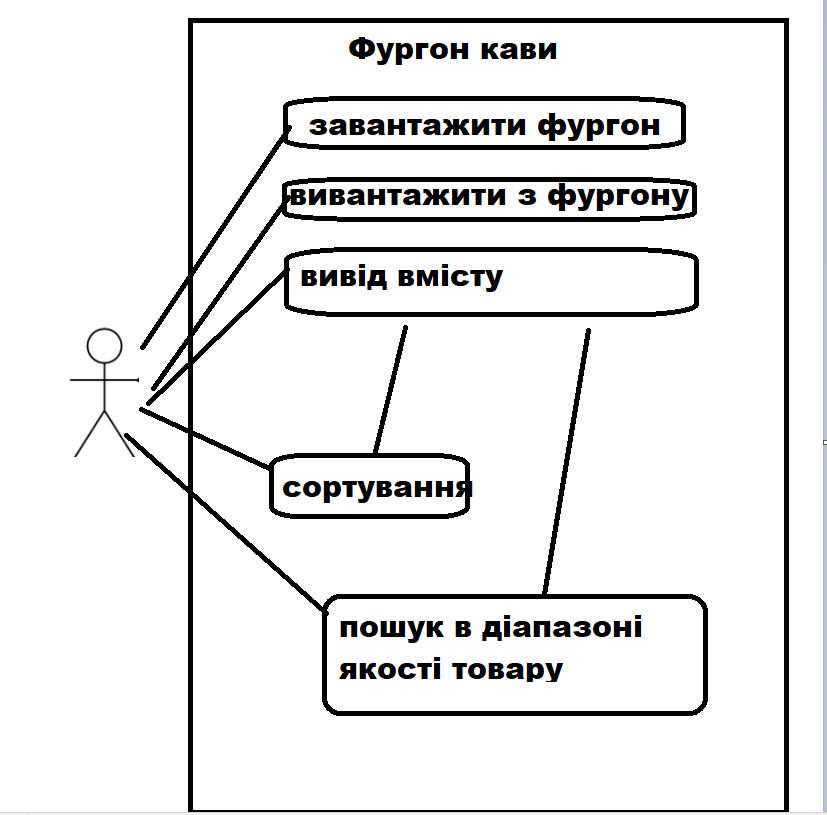 Фургон кави
завантажити фургон
вивантажити з фургону
вивід вмісту
сортування
пошук в діапазоні
якості товару